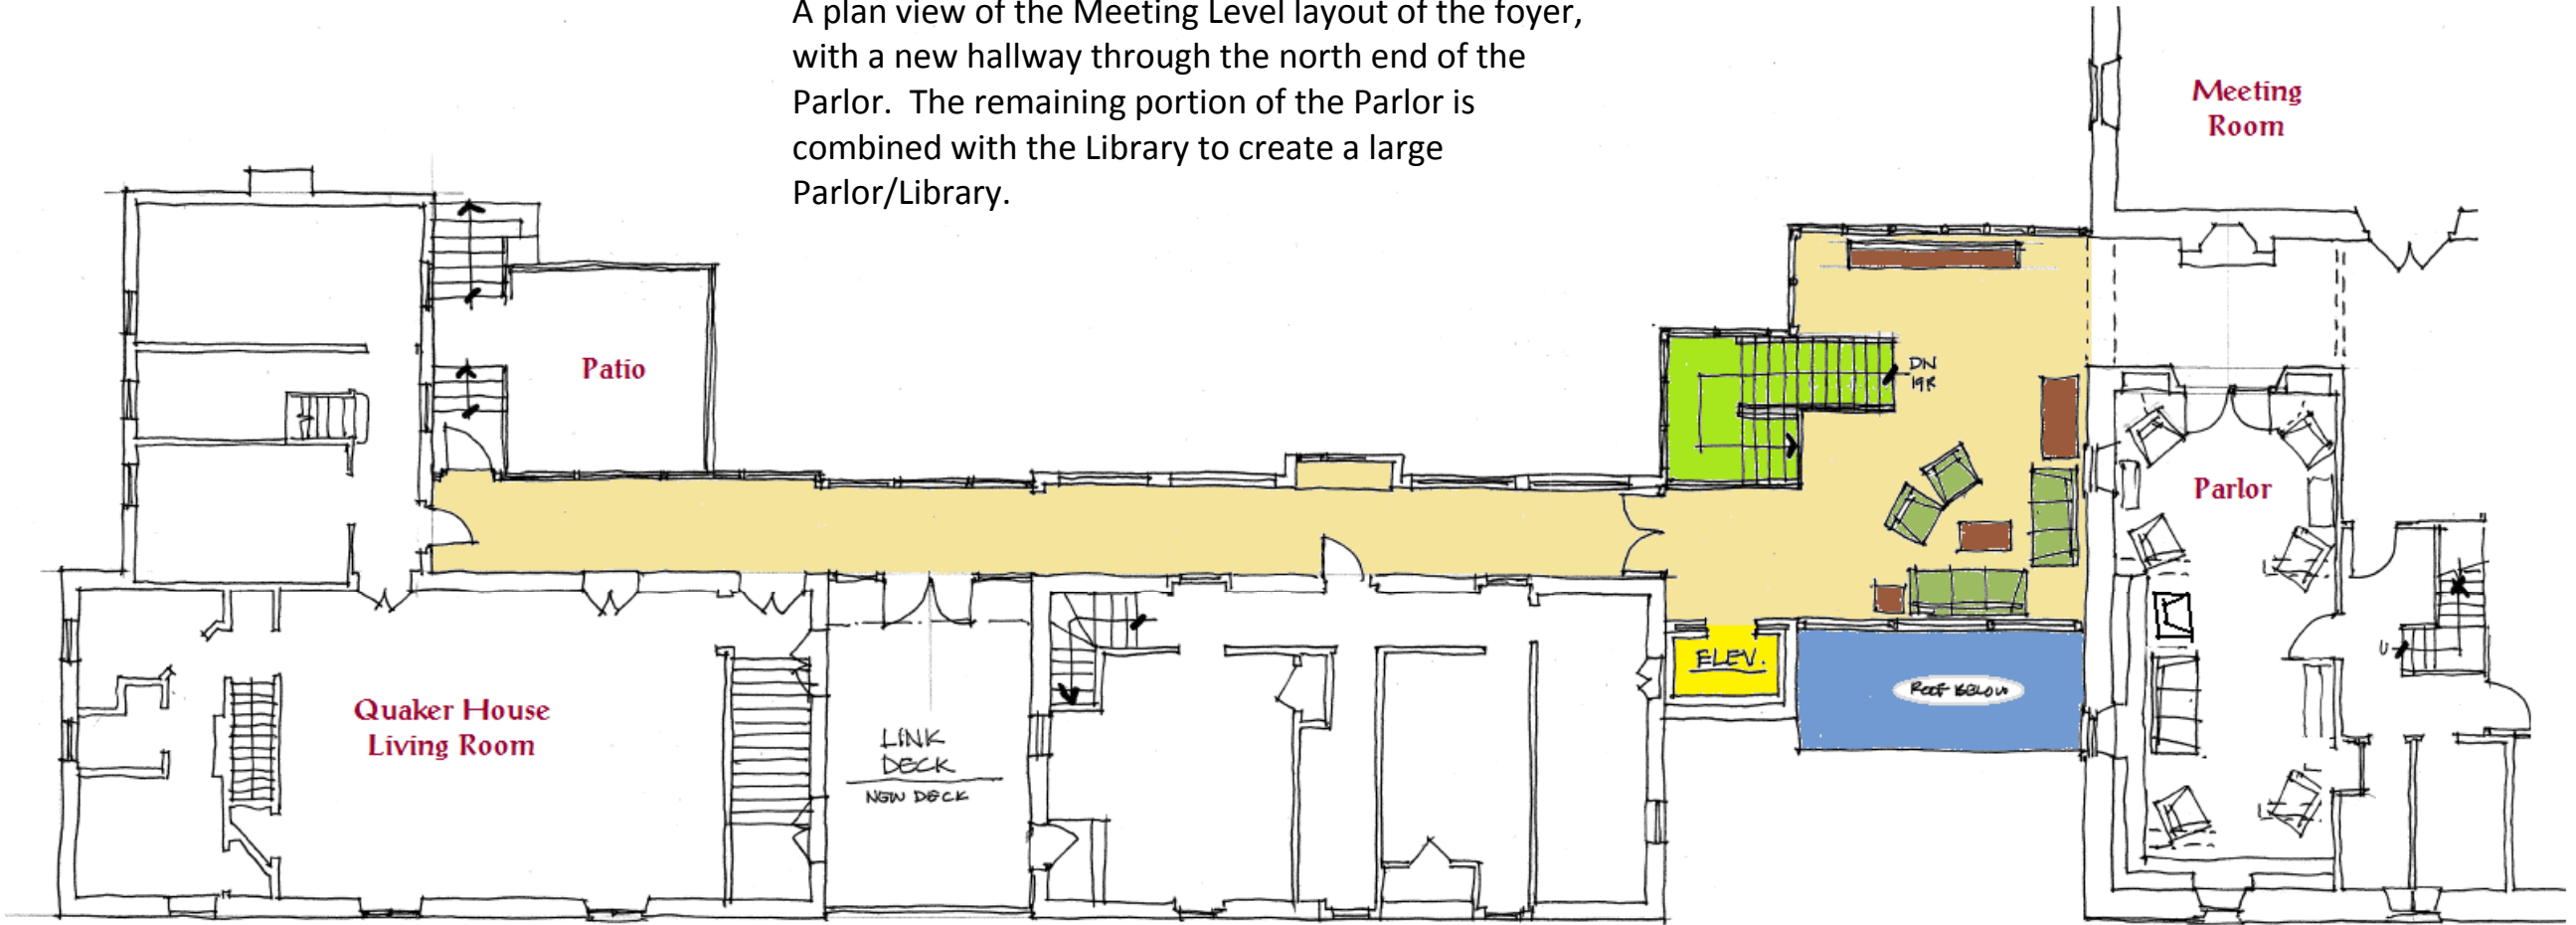 A plan view of the Meeting Level layout of the foyer,
with a new hallway through the north end of the
Parlor.  The remaining portion of the Parlor is
combined with the Library to create a large
Parlor/Library.
Meeting
Room
Patio
DN
19R
Parlor
ELEV.
ROOF BELOW
U
Quaker House
Living Room
LINK
DECK
NEW DECK